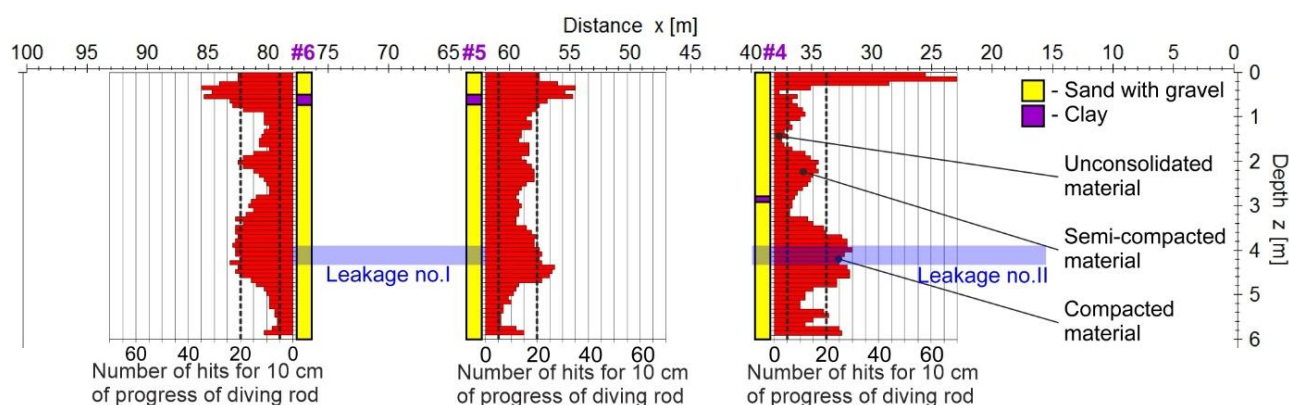 Distance x [m]
100 95 90 85 80 #6 75 70 65 #5 60 55 50 45 40 #4 35 30 25 20 15 10 5 0
0
1
2
3
4
5
6
Depth z [m]
- Sand with gravel
- Clay
Unconsolidated
material
Semi-compacted
material
Compacted
material
Leakage no.I
Leakage no.II
60 40 20 0
Number of hits for 10 cm
of progress of diving rod
0 20 40 60
Number of hits for 10 cm
of progress of diving rod
0 20 40 60
Number of hits for 10 cm
of progress of diving rod